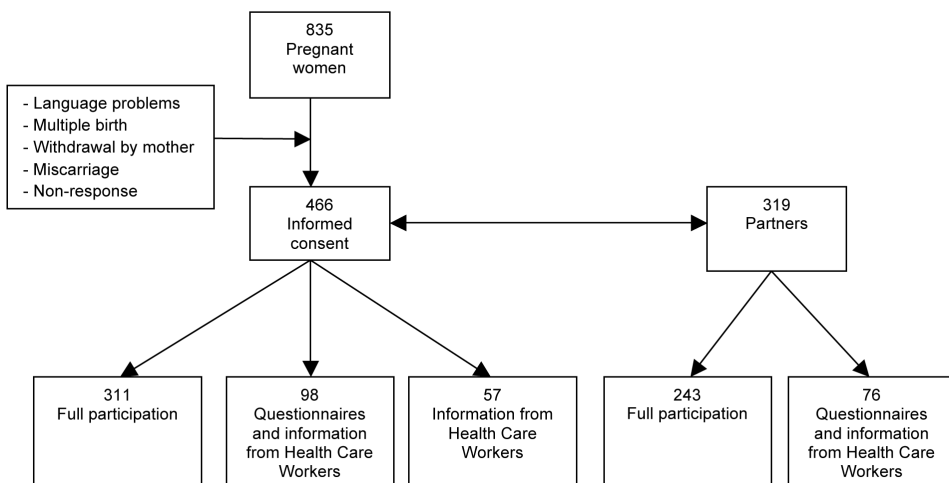 835
Pregnant
women
- Language problems
- Multiple birth
- Withdrawal by mother
- Miscarriage
- Non-response
466
Informed
consent
319
Partners
311
Full participation
98
Questionnaires
and information
from Health Care
Workers
57
Information from
Health Care
Workers
243
Full participation
76
Questionnaires
and information
from Health Care
Workers